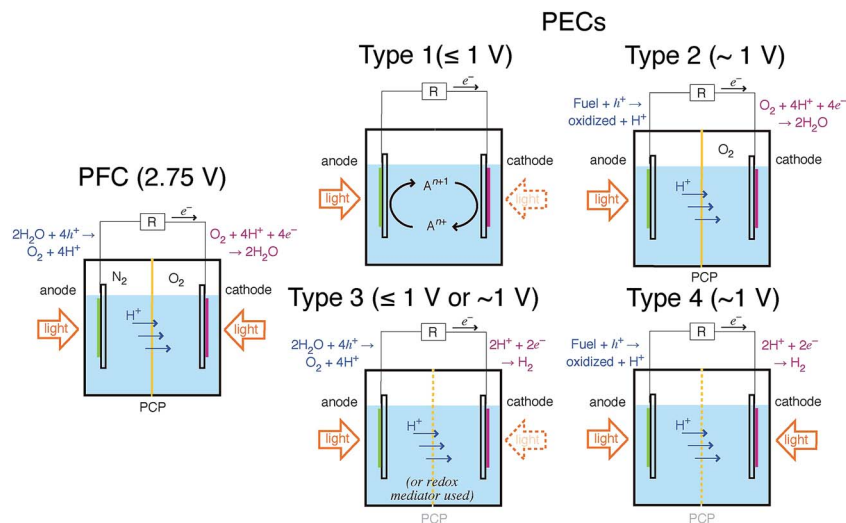 PECs
Type 1(≤ 1 V)
e⁻
R
anode
cathode
light
light
Aⁿ⁺¹
Aⁿ⁺
Type 2 (~ 1 V)
e⁻
R
Fuel + h⁺ →
oxidized + H⁺
O₂ + 4H⁺ + 4e⁻
→ 2H₂O
O₂
anode
cathode
light
H⁺
PCP
PFC (2.75 V)
e⁻
R
2H₂O + 4h⁺ →
O₂ + 4H⁺
O₂ + 4H⁺ + 4e⁻
→ 2H₂O
N₂
O₂
anode
cathode
light
light
H⁺
PCP
Type 3 (≤ 1 V or ~1 V)
e⁻
R
2H₂O + 4h⁺ →
O₂ + 4H⁺
2H⁺ + 2e⁻
→ H₂
anode
cathode
light
light
H⁺
(or redox
mediator used)
PCP
Type 4 (~1 V)
e⁻
R
Fuel + h⁺ →
oxidized + H⁺
2H⁺ + 2e⁻
→ H₂
anode
cathode
light
light
H⁺
PCP